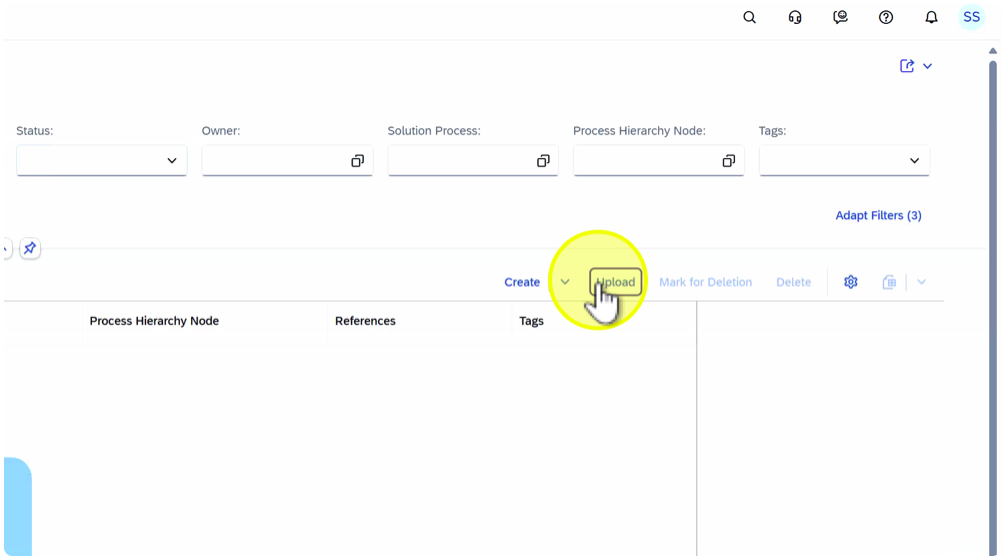 SS
Status: Owner: Solution Process: Process Hierarchy Node: Tags:
Adapt Filters (3)
Create Upload Mark for Deletion Delete
Process Hierarchy Node References Tags